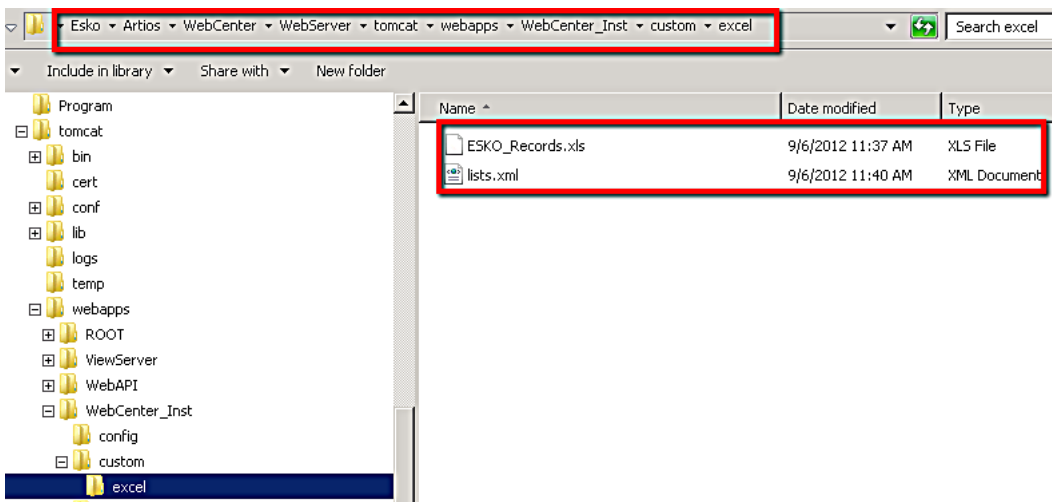 Esko Artios WebCenter WebServer tomcat webapps WebCenter_Inst custom excel Search excel
Include in library Share with New folder
Program
tomcat
bin
cert
conf
lib
logs
temp
webapps
ROOT
ViewServer
WebAPI
WebCenter_Inst
config
custom
excel
Name Date modified Type
ESKO_Records.xls 9/6/2012 11:37 AM XLS File
lists.xml 9/6/2012 11:40 AM XML Document